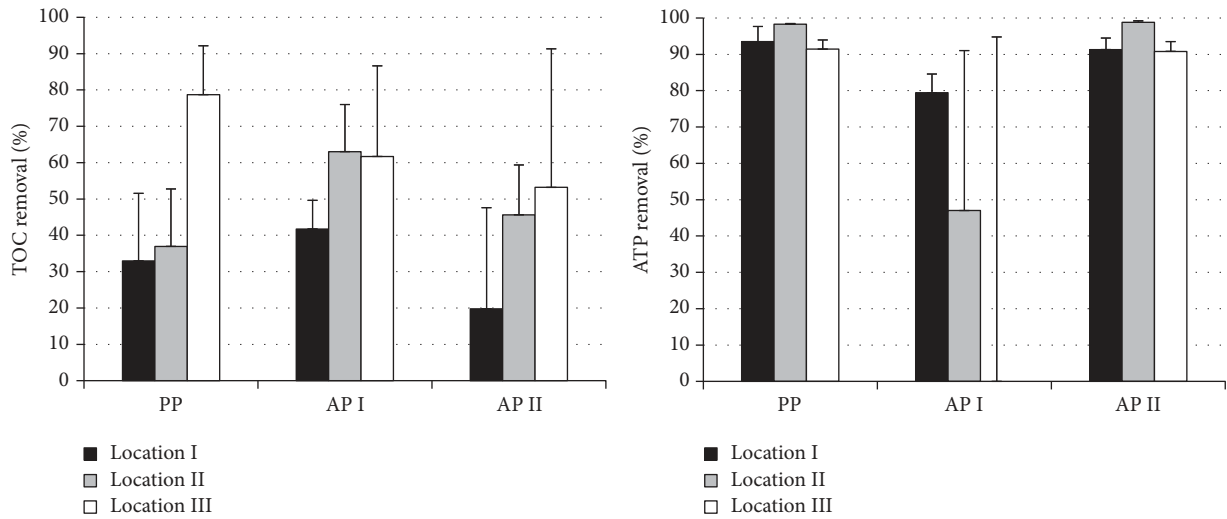 TOC removal (%)
100
90
80
70
60
50
40
30
20
10
0
PP
AP I
AP II
Location I
Location II
Location III
ATP removal (%)
100
90
80
70
60
50
40
30
20
10
0
PP
AP I
AP II
Location I
Location II
Location III